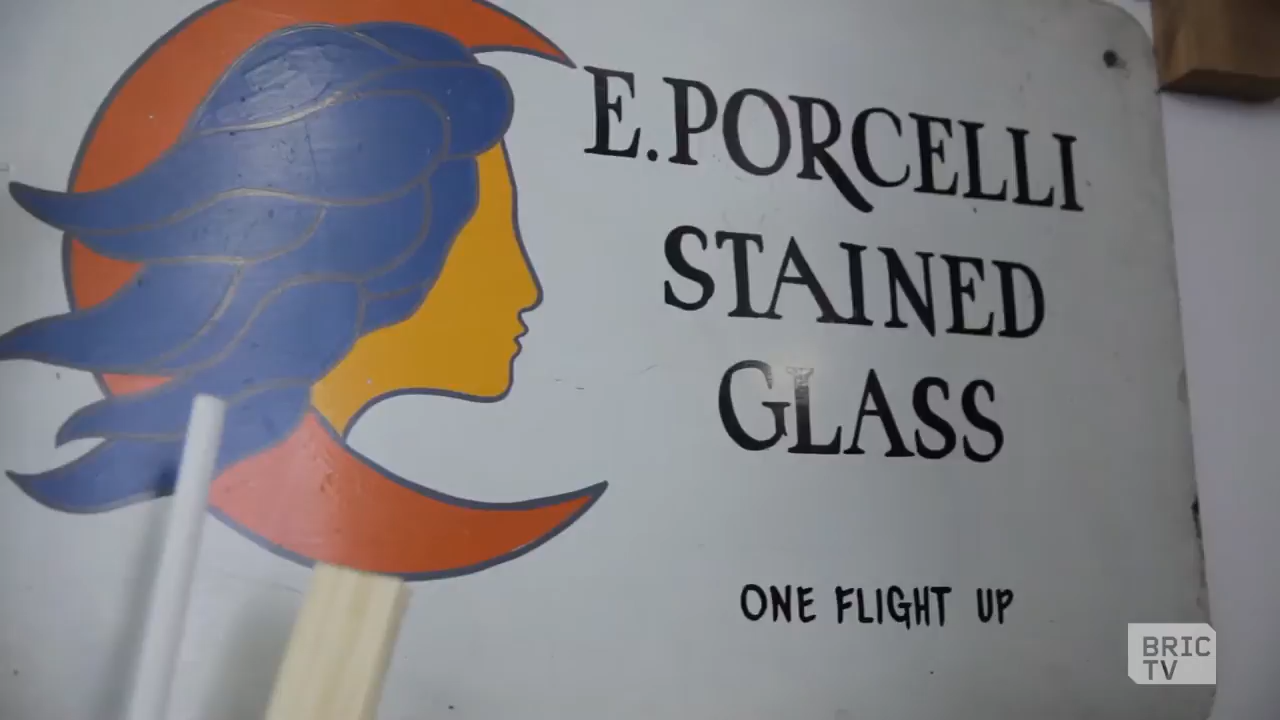 E. PORCELLI
STAINED
GLASS
ONE FLIGHT UP
BRIC
TV